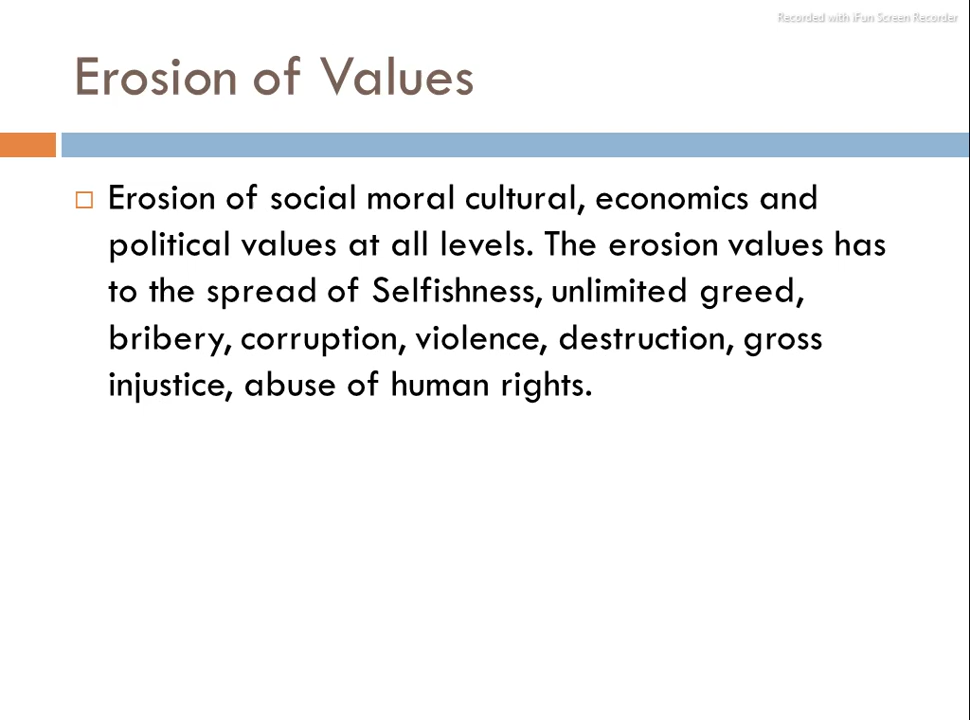 Recorded with iFun Screen Recorder
Erosion of Values
Erosion of social moral cultural, economics and
political values at all levels. The erosion values has
to the spread of Selfishness, unlimited greed,
bribery, corruption, violence, destruction, gross
injustice, abuse of human rights.